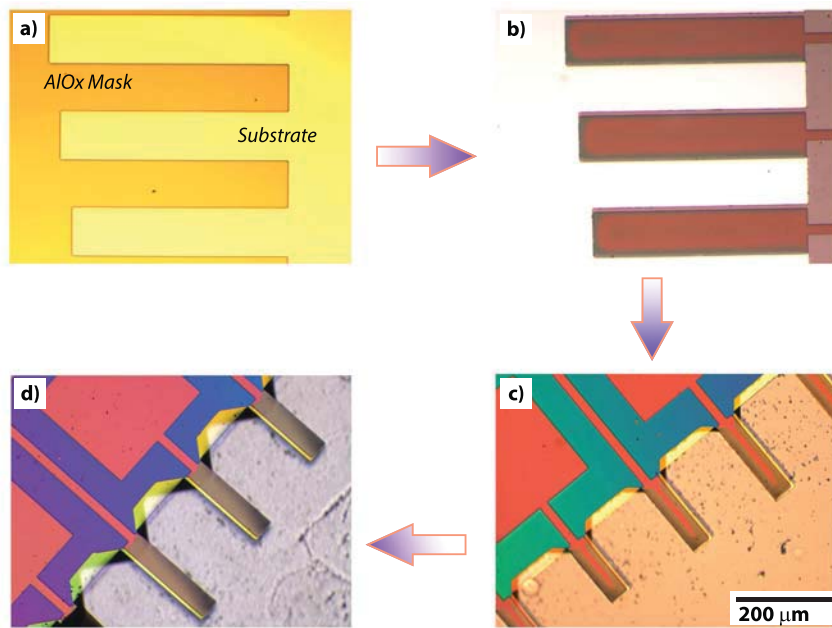 a)
AlOx Mask
Substrate
b)
d)
c)
200 μm